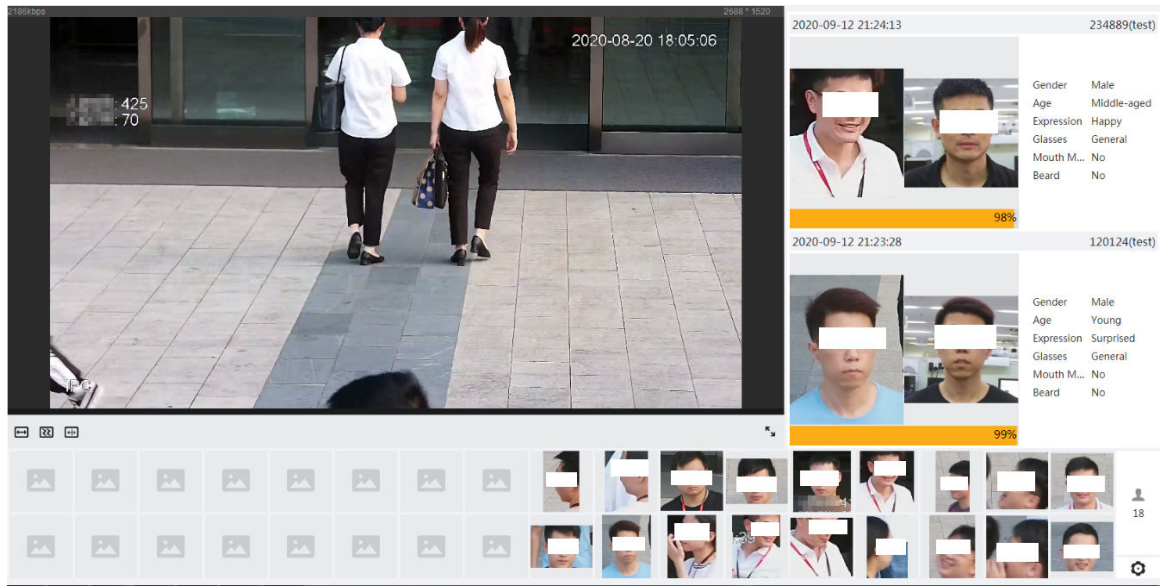 2186kbps
2688 * 1520
2020-08-20 18:05:06
: 425
: 70
IPC
2020-09-12 21:24:13 234889(test)
Gender Male
Age Middle-aged
Expression Happy
Glasses General
Mouth M... No
Beard No
98%
2020-09-12 21:23:28 120124(test)
Gender Male
Age Young
Expression Surprised
Glasses General
Mouth M... No
Beard No
99%
18